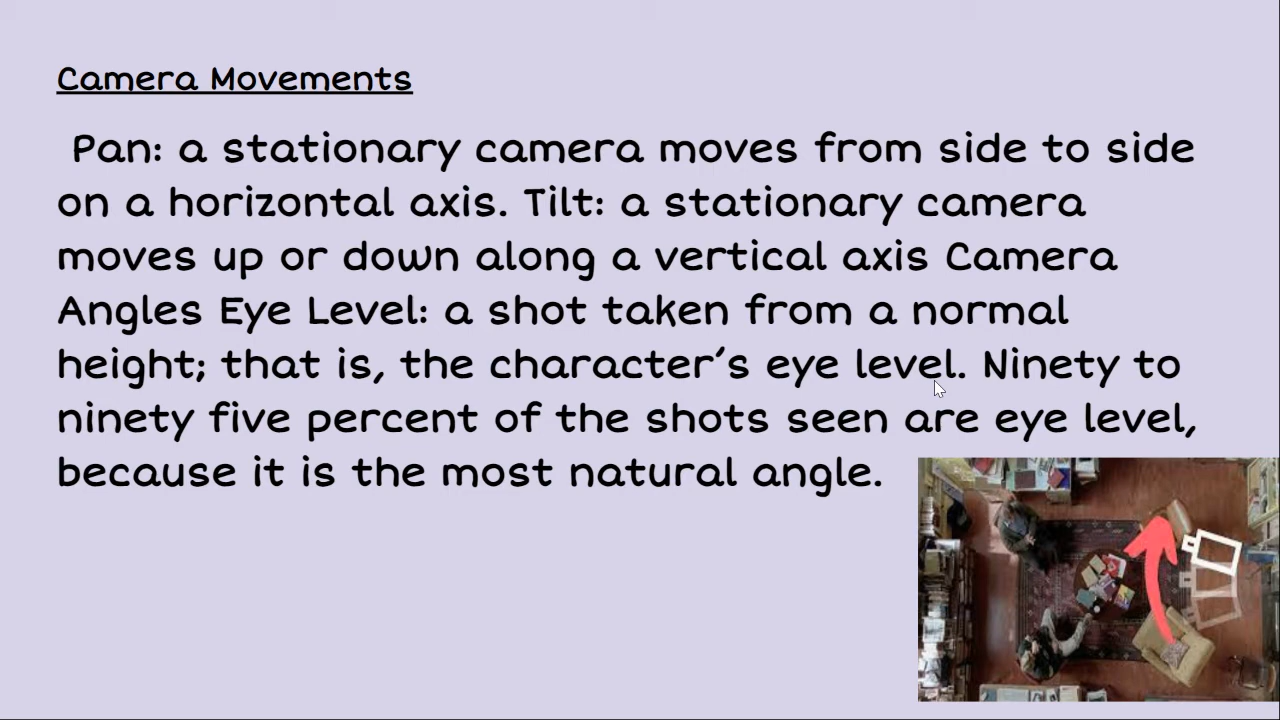 Camera Movements
Pan: a stationary camera moves from side to side
on a horizontal axis. Tilt: a stationary camera
moves up or down along a vertical axis Camera
Angles Eye Level: a shot taken from a normal
height; that is, the character’s eye level. Ninety to
ninety five percent of the shots seen are eye level,
because it is the most natural angle.